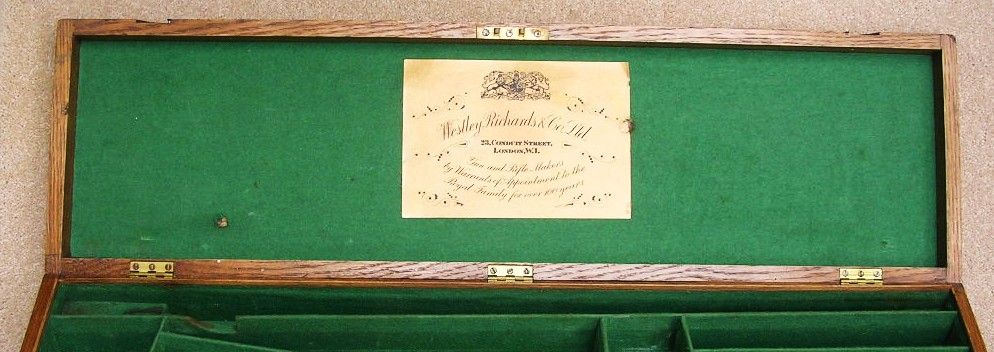 Westley Richards & Co. Ltd
23, Conduit Street,
London, W.1.
Gun and Rifle Makers
by Warrants of Appointment to the
Royal Family for over 100 years